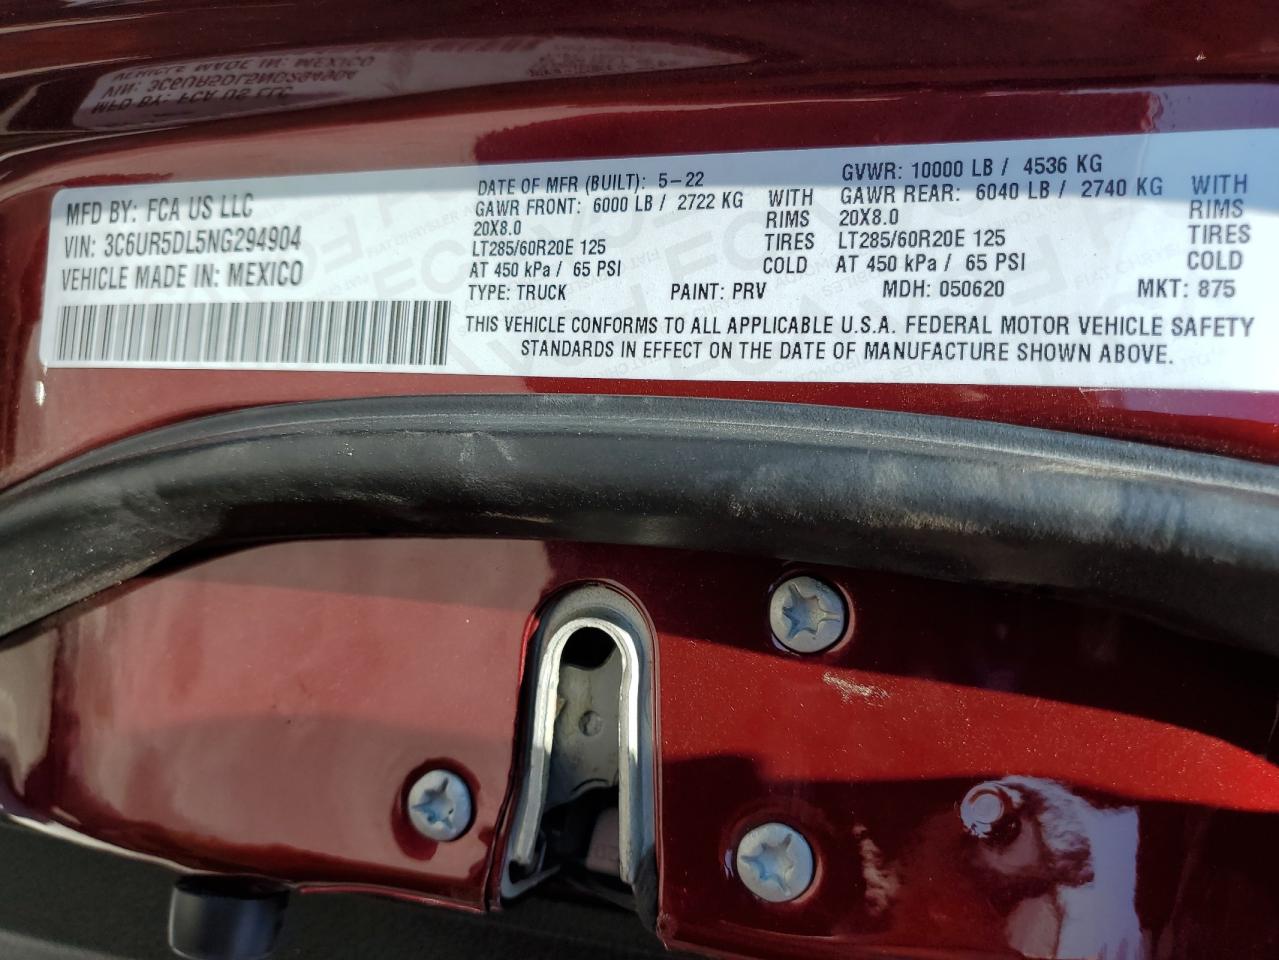 MFD BY: FCA US LLC
VIN: 3C6UR5DL5NG294904
VEHICLE MADE IN: MEXICO
DATE OF MFR (BUILT): 5-22 GVWR: 10000 LB / 4536 KG
GAWR FRONT: 6000 LB / 2722 KG WITH GAWR REAR: 6040 LB / 2740 KG WITH
20X8.0 RIMS 20X8.0 RIMS
LT285/60R20E 125 TIRES LT285/60R20E 125 TIRES
AT 450 kPa / 65 PSI COLD AT 450 kPa / 65 PSI COLD
TYPE: TRUCK PAINT: PRV MDH: 050620 MKT: 875
THIS VEHICLE CONFORMS TO ALL APPLICABLE U.S.A. FEDERAL MOTOR VEHICLE SAFETY
STANDARDS IN EFFECT ON THE DATE OF MANUFACTURE SHOWN ABOVE.